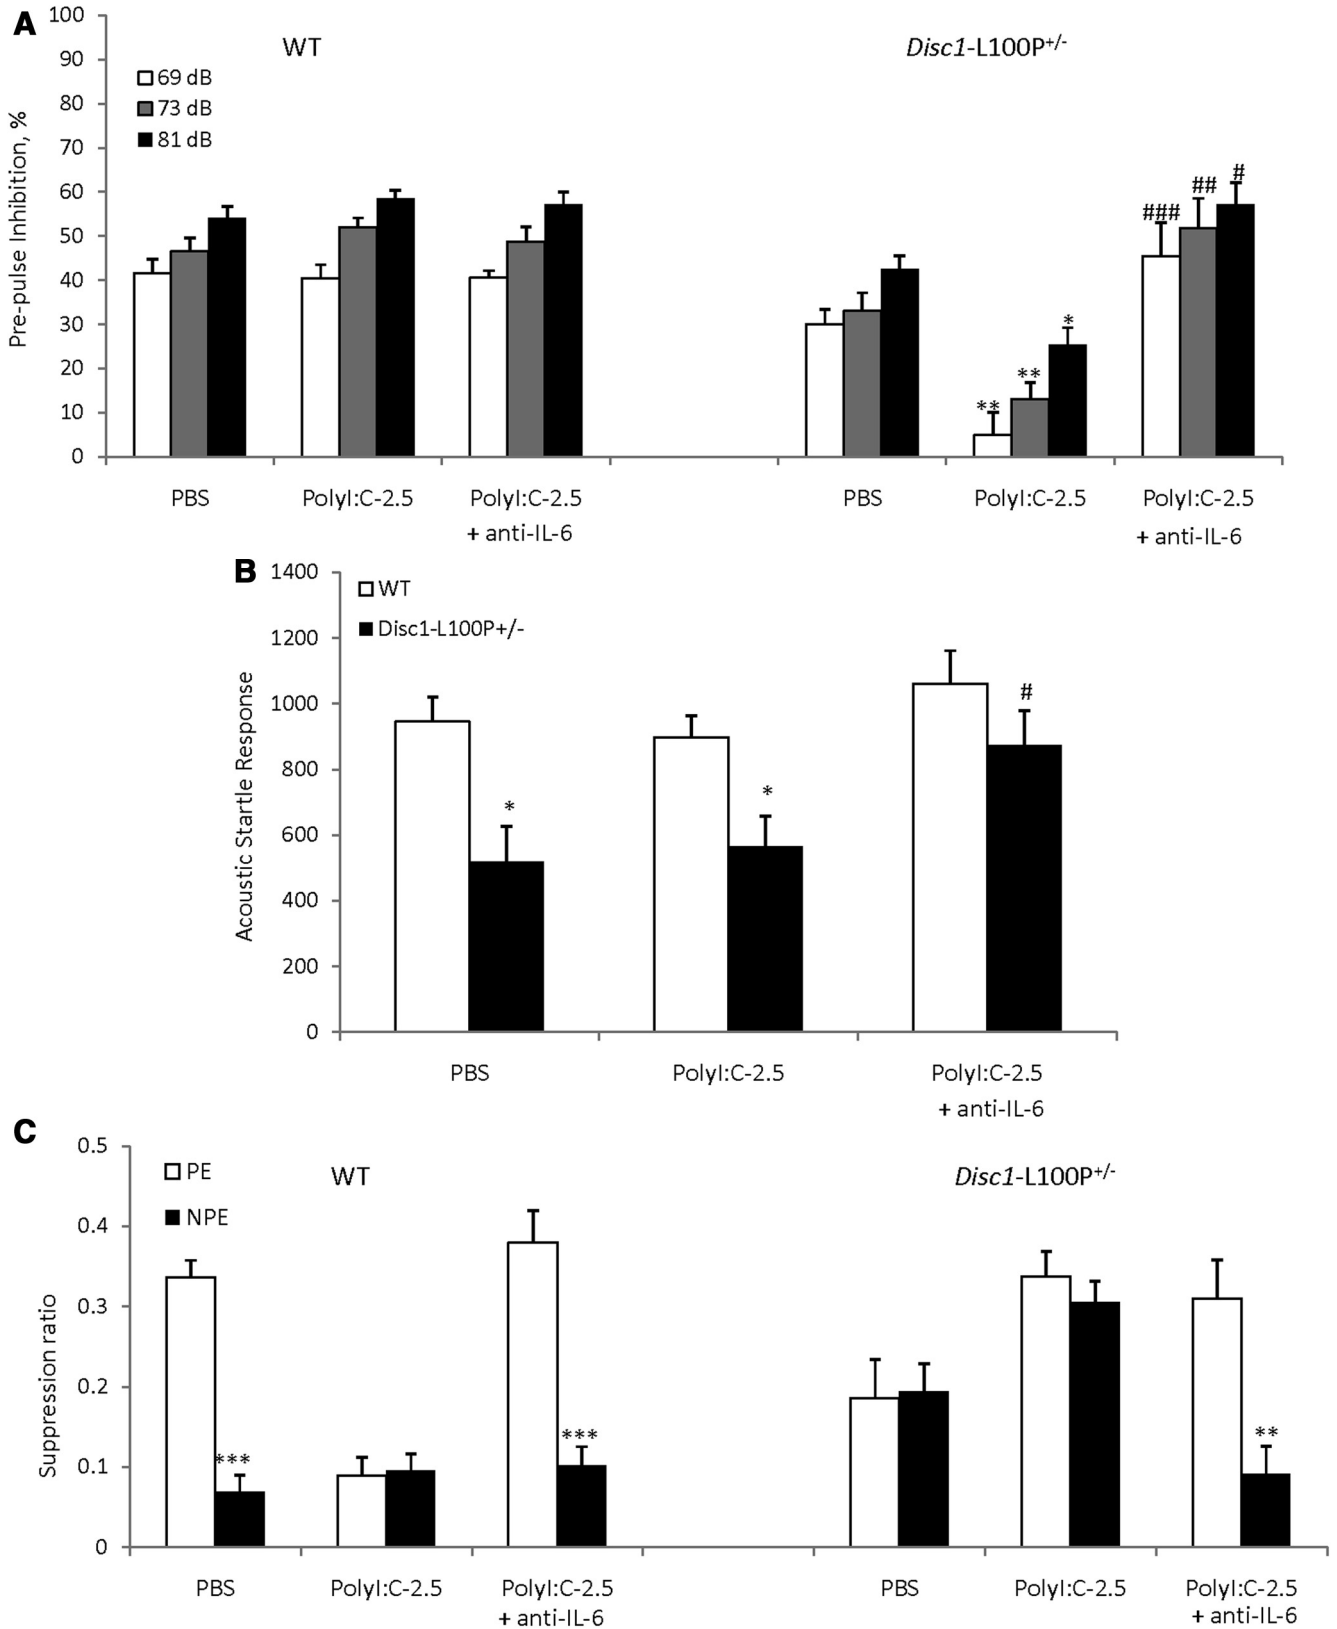 A
100
90
80
70
60
50
40
30
20
10
0
Pre-pulse Inhibition, %
WT
Disc1-L100P+/-
69 dB
73 dB
81 dB
** ** *
### ## #
PBS PolyI:C-2.5 PolyI:C-2.5 PBS PolyI:C-2.5 PolyI:C-2.5
+ anti-IL-6 + anti-IL-6
B
1400
1200
1000
800
600
400
200
0
Acoustic Startle Response
WT
Disc1-L100P+/-
* * #
PBS PolyI:C-2.5 PolyI:C-2.5
+ anti-IL-6
C
0.5
0.4
0.3
0.2
0.1
0
Suppression ratio
PE
NPE
WT
Disc1-L100P+/-
*** *** **
PBS PolyI:C-2.5 PolyI:C-2.5 PBS PolyI:C-2.5 PolyI:C-2.5
+ anti-IL-6 + anti-IL-6